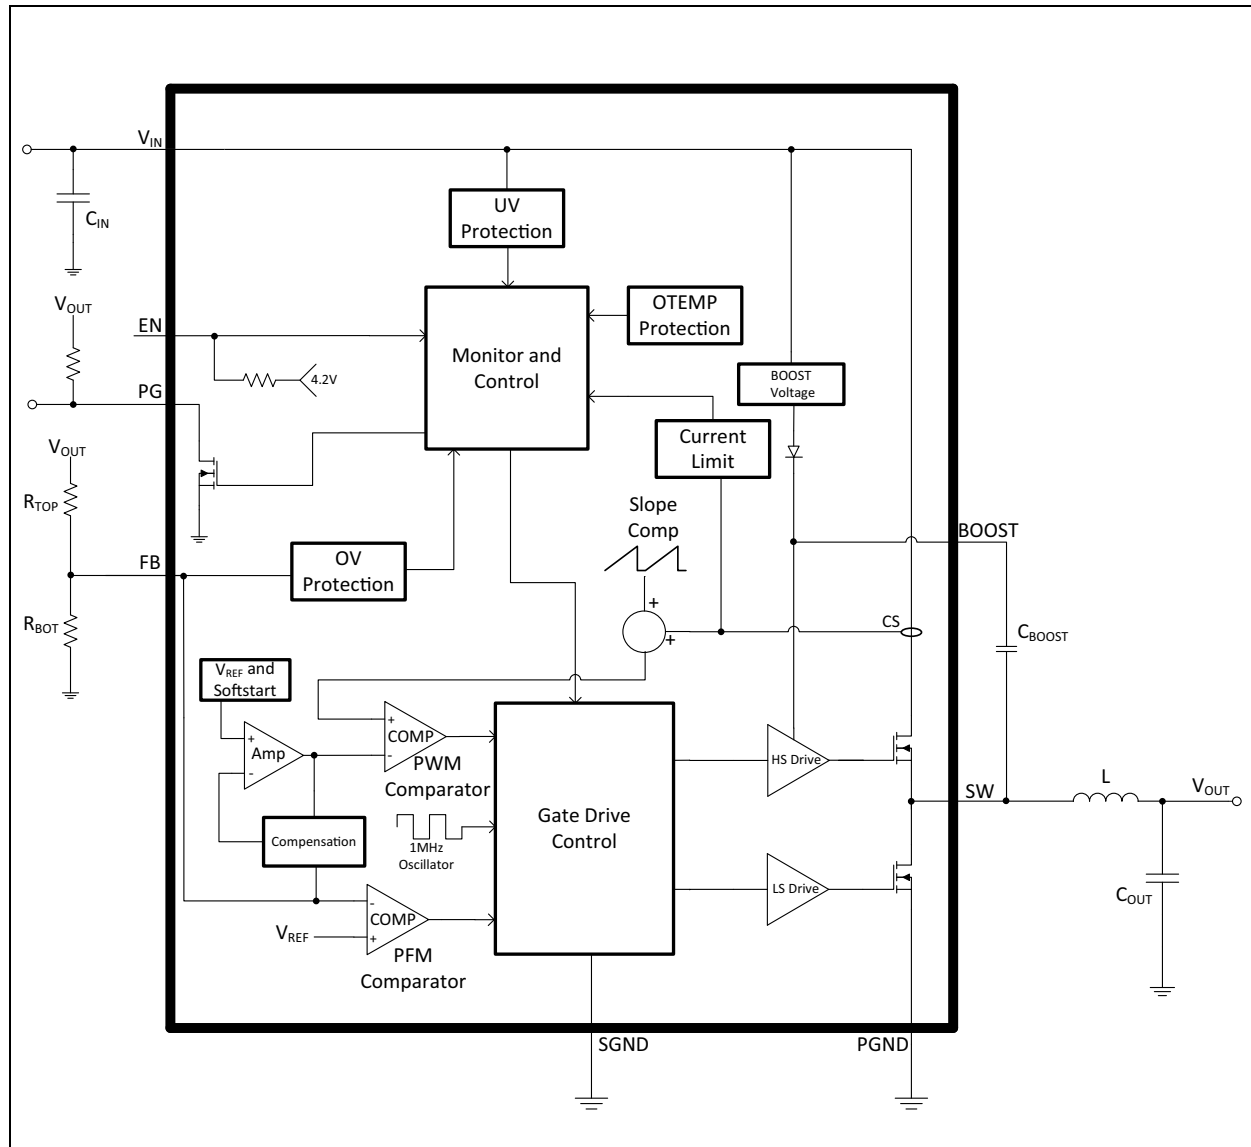 VIN
CIN
UV
Protection
VOUT
EN
4.2V
Monitor and
Control
OTEMP
Protection
BOOST
Voltage
PG
Current
Limit
VOUT
RTOP
Slope
Comp
BOOST
FB
OV
Protection
RBOT
+
+
CS
CBOOST
VREF and
Softstart
+
Amp
-
+
COMP
-
PWM
Comparator
HS Drive
SW
L
VOUT
Gate Drive
Control
1MHz
Oscillator
Compensation
LS Drive
COUT
-
COMP
+
VREF
PFM
Comparator
SGND
PGND